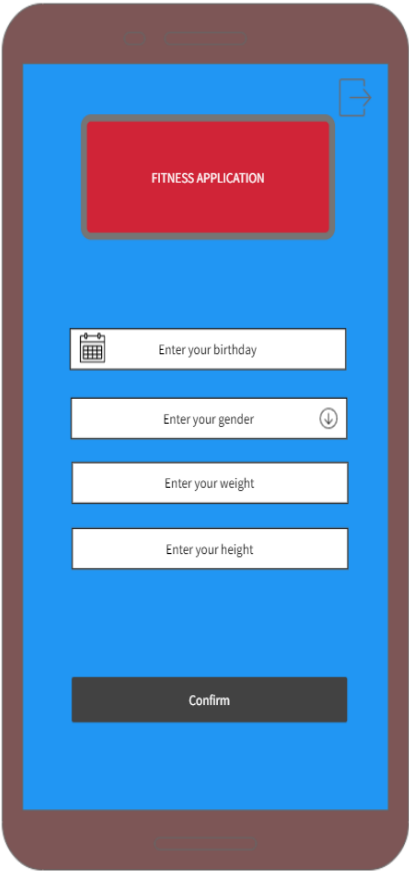 FITNESS APPLICATION
Enter your birthday
Enter your gender
Enter your weight
Enter your height
Confirm